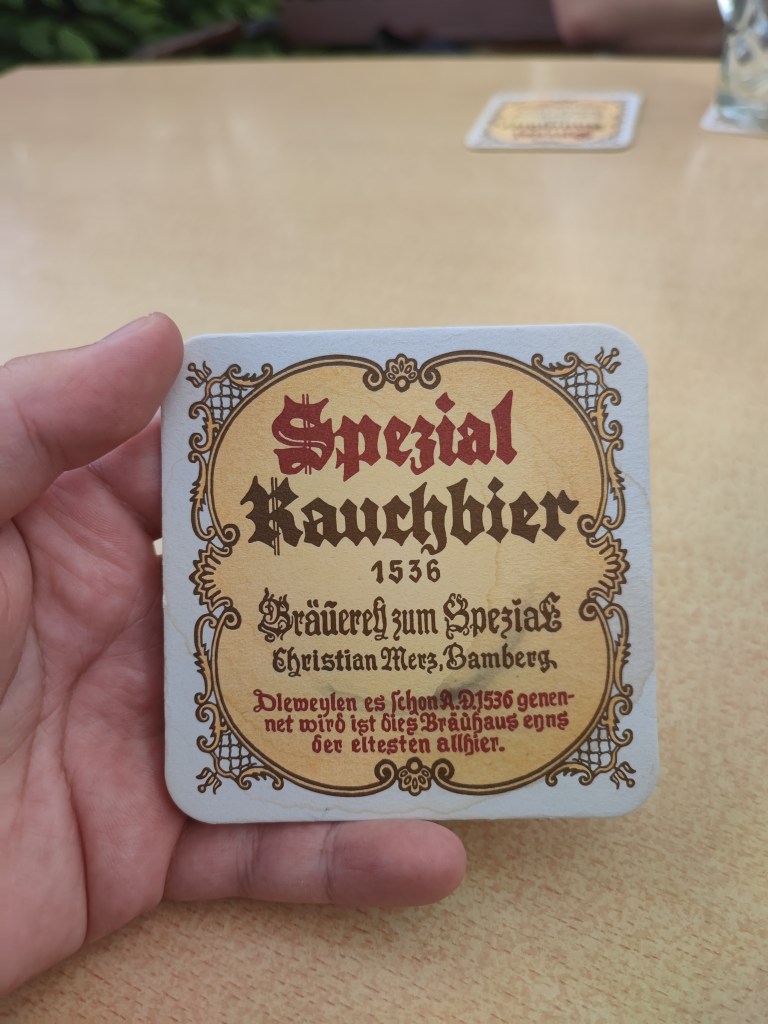 Spezial
Rauchbier
1536
Bräuerey zum Spezial
Christian Merz, Bamberg
Dieweylen es schon A.D.1536 genen-
net wird ist dies Bräuhaus eyns
der eltesten allhier.